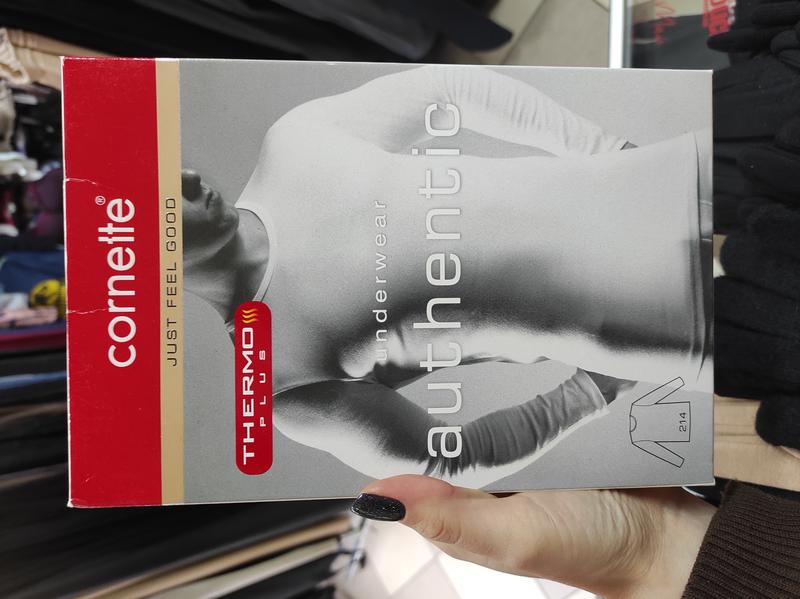 cornette®
JUST FEEL GOOD
THERMO
PLUS
underwear
authentic
214